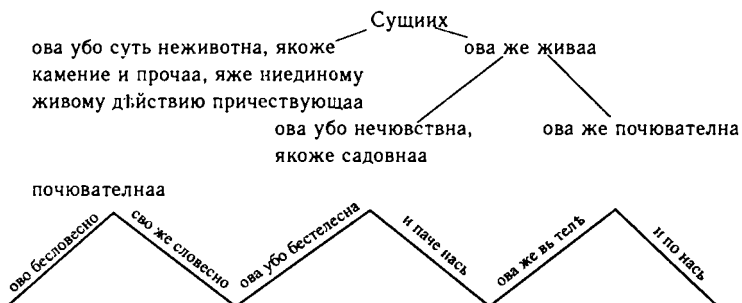 Сущиих
ова убо суть неживотна, якоже
ова же живаа
камение и прочаа, яже ниединому
живому дѣйствию причествующаа
ова убо нечювствна,
ова же почювателна
якоже садовнаа
почювателнаа
ово бесловесно
сво же словесно
ова убо бестелесна
и паче нась
ова же вь телѣ
и по нась